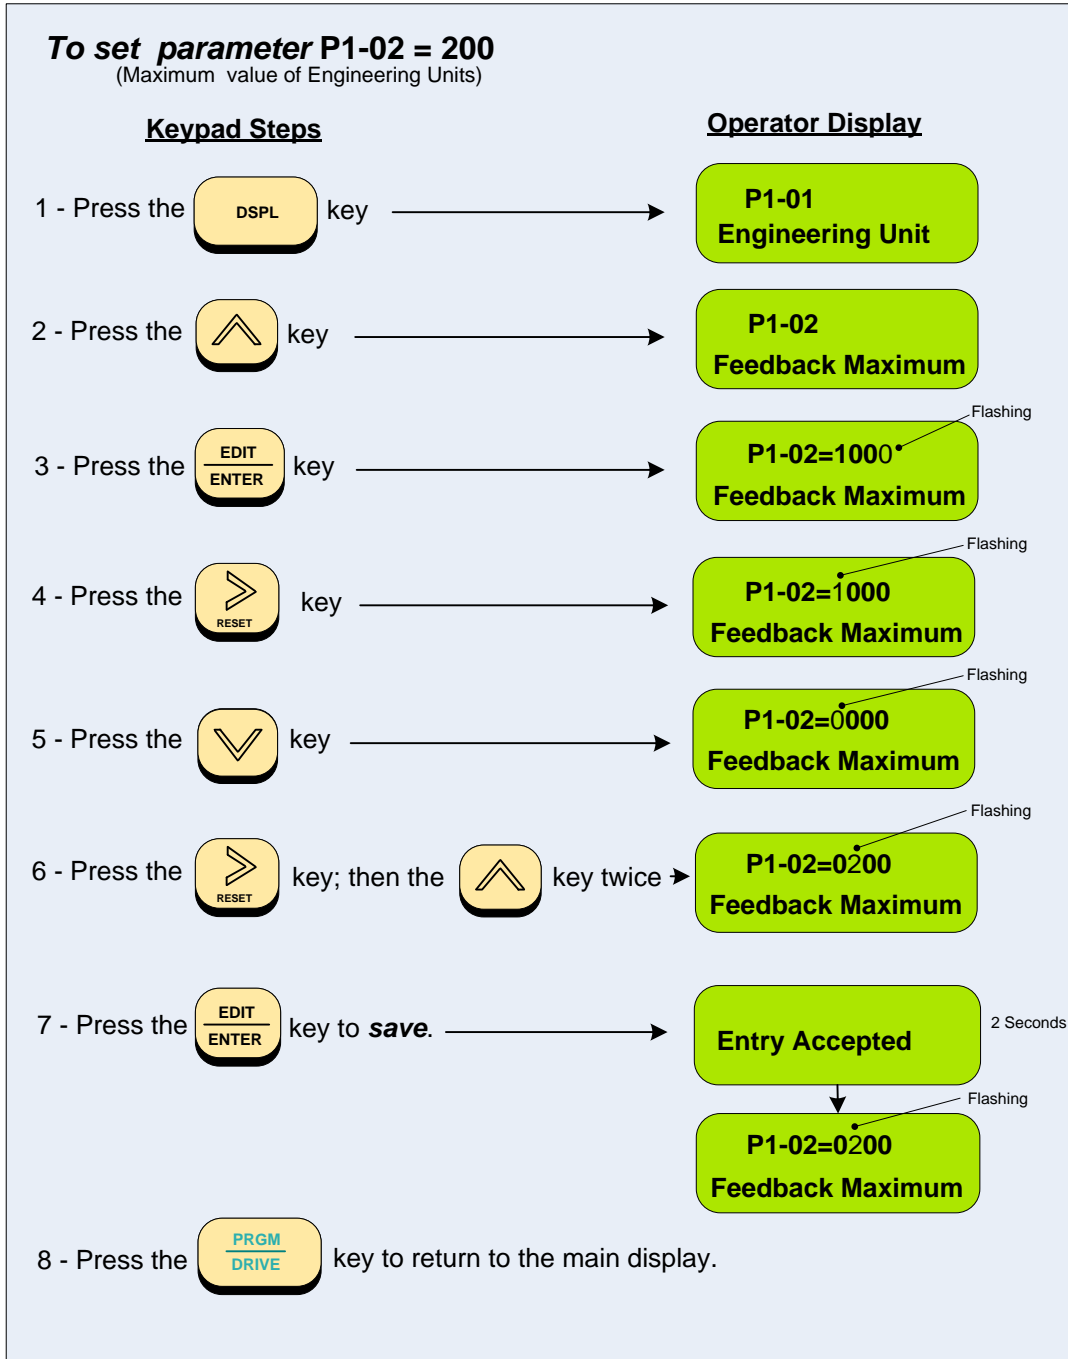 To set parameter P1-02 = 200
(Maximum value of Engineering Units)
Keypad Steps
Operator Display
1 - Press the DSPL key
P1-01
Engineering Unit
2 - Press the key
P1-02
Feedback Maximum
3 - Press the EDIT ENTER key
Flashing
P1-02=1000
Feedback Maximum
4 - Press the RESET key
Flashing
P1-02=1000
Feedback Maximum
5 - Press the key
Flashing
P1-02=0000
Feedback Maximum
6 - Press the RESET key; then the key twice
Flashing
P1-02=0200
Feedback Maximum
7 - Press the EDIT ENTER key to save.
Entry Accepted
2 Seconds
Flashing
P1-02=0200
Feedback Maximum
8 - Press the PRGM DRIVE key to return to the main display.